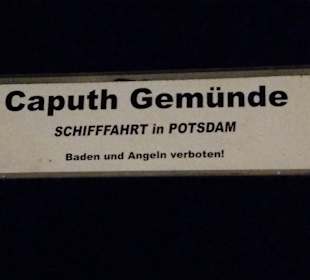 Caputh Gemünde
SCHIFFFAHRT in POTSDAM
Baden und Angeln verboten!